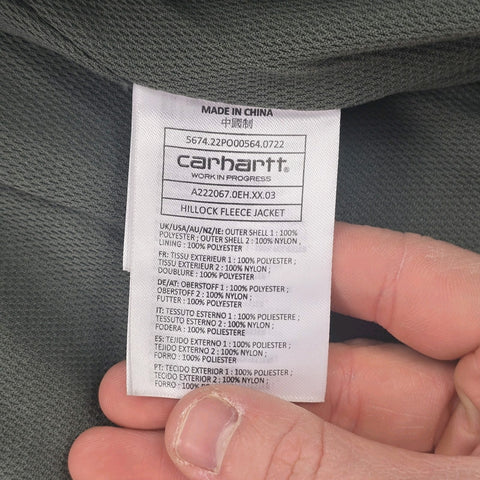 MADE IN CHINA
中國制
5674.22PO00564.0722
carhartt
WORK IN PROGRESS
A222067.0EH.XX.03
HILLOCK FLEECE JACKET
UK/USA/AU/NZ/IE: OUTER SHELL 1 : 100%
POLYESTER ; OUTER SHELL 2 : 100% NYLON ;
LINING : 100% POLYESTER
FR: TISSU EXTERIEUR 1 : 100% POLYESTER ;
TISSU EXTERIEUR 2 : 100% NYLON ;
DOUBLURE : 100% POLYESTER
DE/AT: OBERSTOFF 1 : 100% POLYESTER ;
OBERSTOFF 2 : 100% NYLON ;
FUTTER : 100% POLYESTER
IT: TESSUTO ESTERNO 1 : 100% POLIESTERE ;
TESSUTO ESTERNO 2 : 100% NYLON ;
FODERA : 100% POLIESTERE
ES: TEJIDO EXTERNO 1 : 100% POLIESTER ;
TEJIDO EXTERNO 2 : 100% NYLON ;
FORRO : 100% POLIESTER
PT: TECIDO EXTERIOR 1 : 100% POLIESTER ;
TECIDO EXTERIOR 2 : 100% NYLON ;
FORRO : 100% POLIESTER